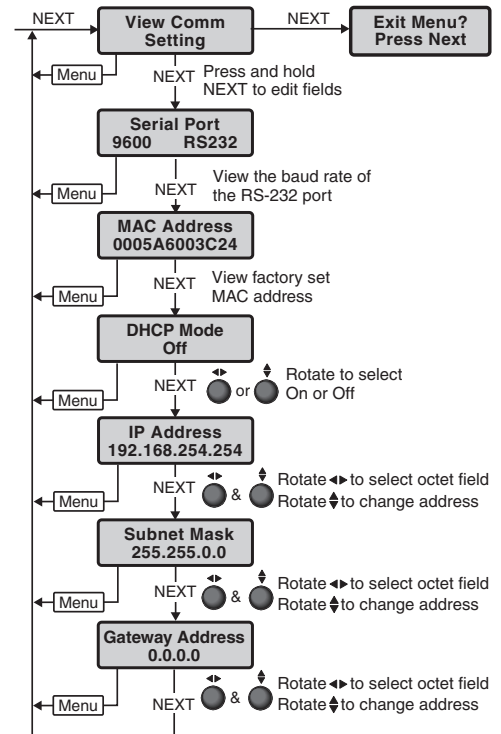 NEXT
View Comm
Setting
NEXT
Exit Menu?
Press Next
Menu
NEXT
Press and hold
NEXT to edit fields
Serial Port
9600 RS232
Menu
NEXT
View the baud rate of
the RS-232 port
MAC Address
0005A6003C24
Menu
NEXT
View factory set
MAC address
DHCP Mode
Off
Menu
NEXT
or
Rotate to select
On or Off
IP Address
192.168.254.254
Menu
NEXT
&
Rotate ◂▸ to select octet field
Rotate ▴▾ to change address
Subnet Mask
255.255.0.0
Menu
NEXT
&
Rotate ◂▸ to select octet field
Rotate ▴▾ to change address
Gateway Address
0.0.0.0
Menu
NEXT
&
Rotate ◂▸ to select octet field
Rotate ▴▾ to change address